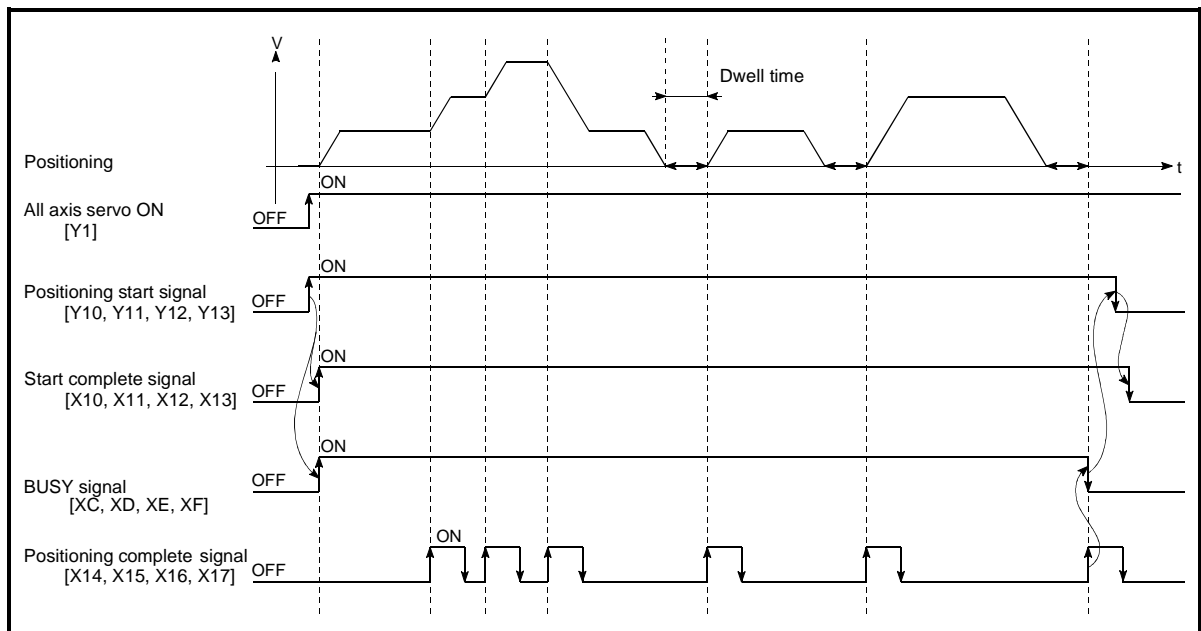 V
Dwell time
Positioning
t
ON
All axis servo ON
OFF
[Y1]
ON
Positioning start signal
OFF
[Y10, Y11, Y12, Y13]
ON
Start complete signal
OFF
[X10, X11, X12, X13]
ON
BUSY signal
OFF
[XC, XD, XE, XF]
ON
Positioning complete signal
OFF
[X14, X15, X16, X17]